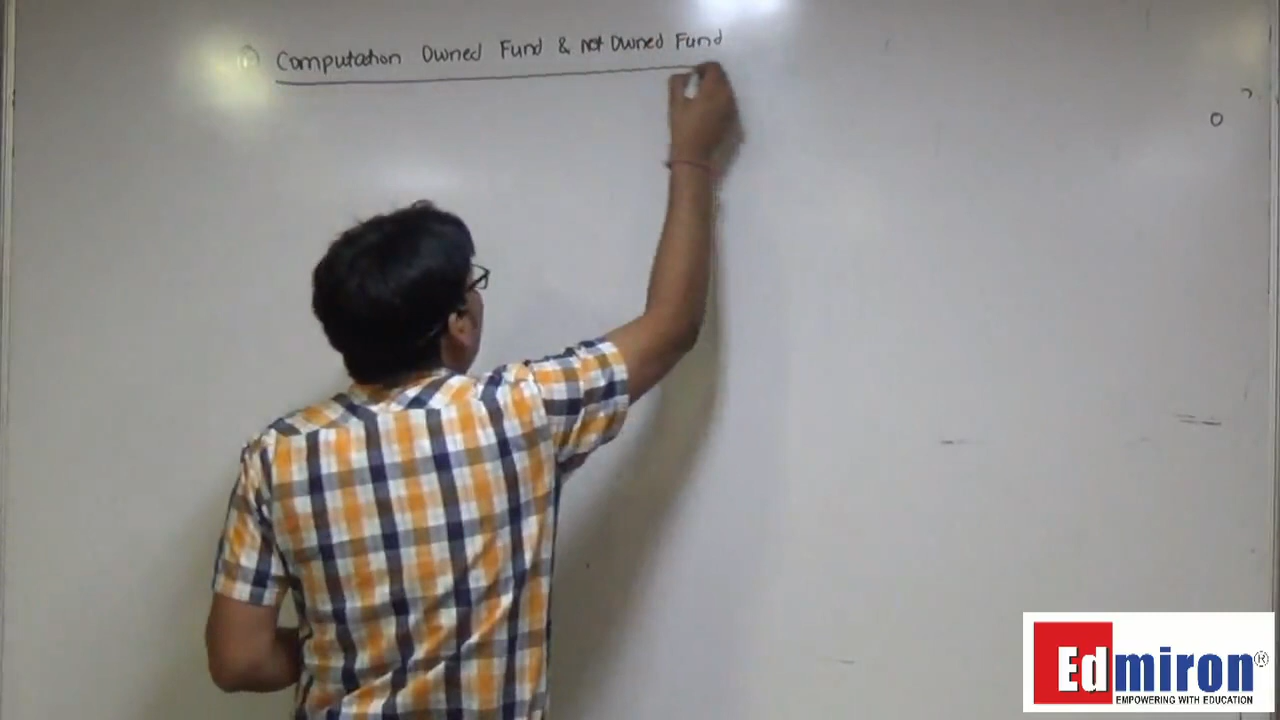 Computation Owned Fund & Not Owned Fund
Edmiron®
EMPOWERING WITH EDUCATION